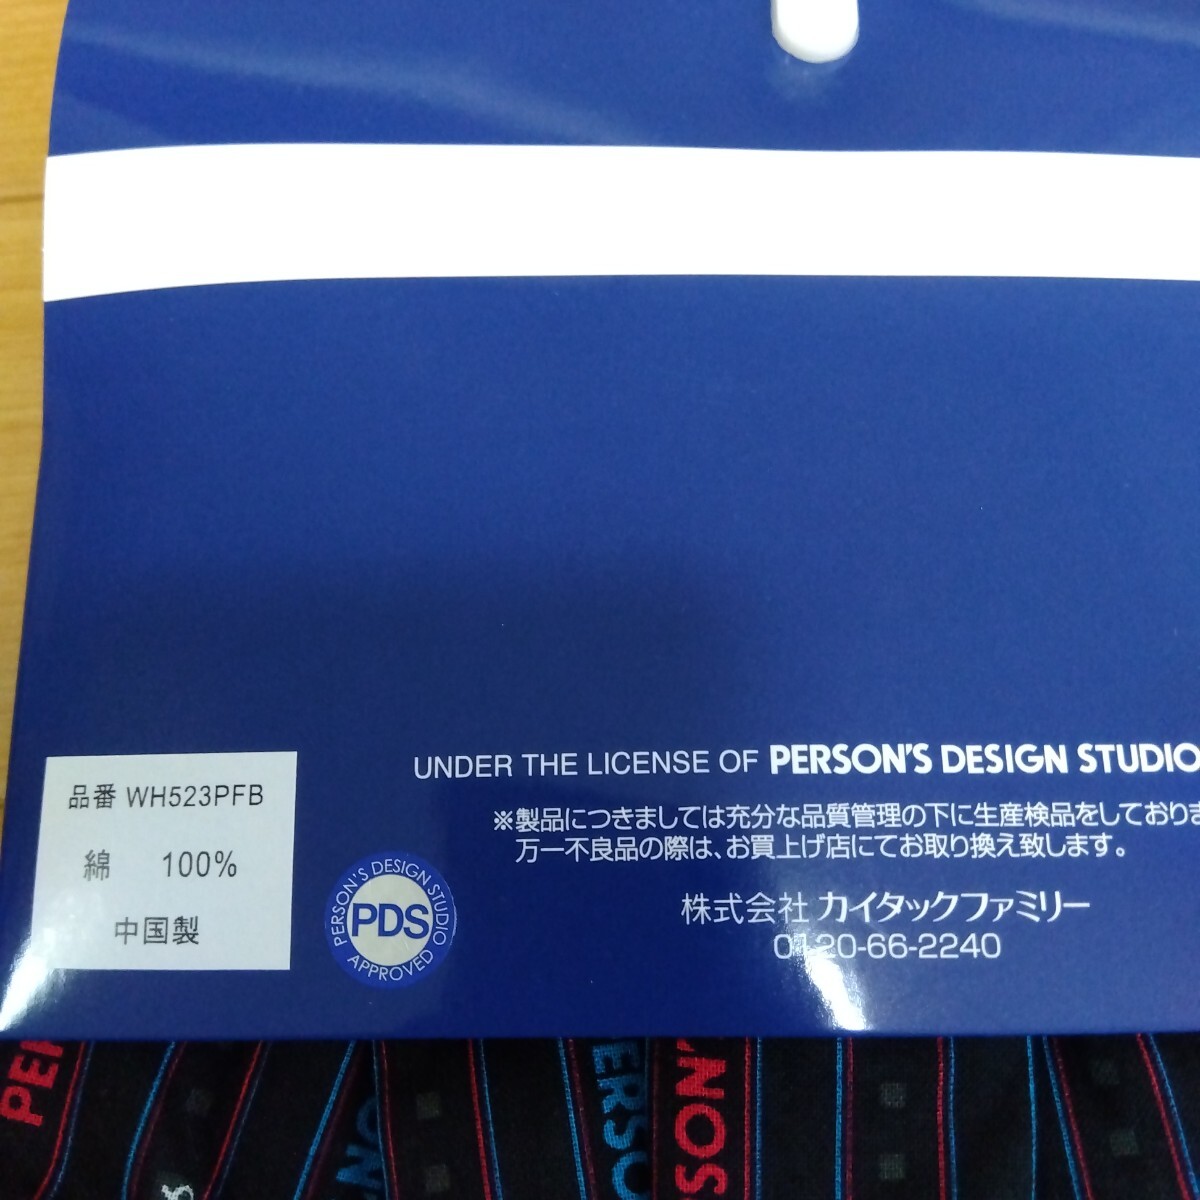 UNDER THE LICENSE OF PERSON'S DESIGN STUDIO
※製品につきましては充分な品質管理の下に生産検品をしておりま
万一不良品の際は、お買上げ店にてお取り換え致します。
株式会社 カイタックファミリー
0120-66-2240
品番 WH523PFB
綿 100%
中国製
PERSON'S DESIGN STUDIO
PDS
APPROVED
PER
ON
ERSO
SON'